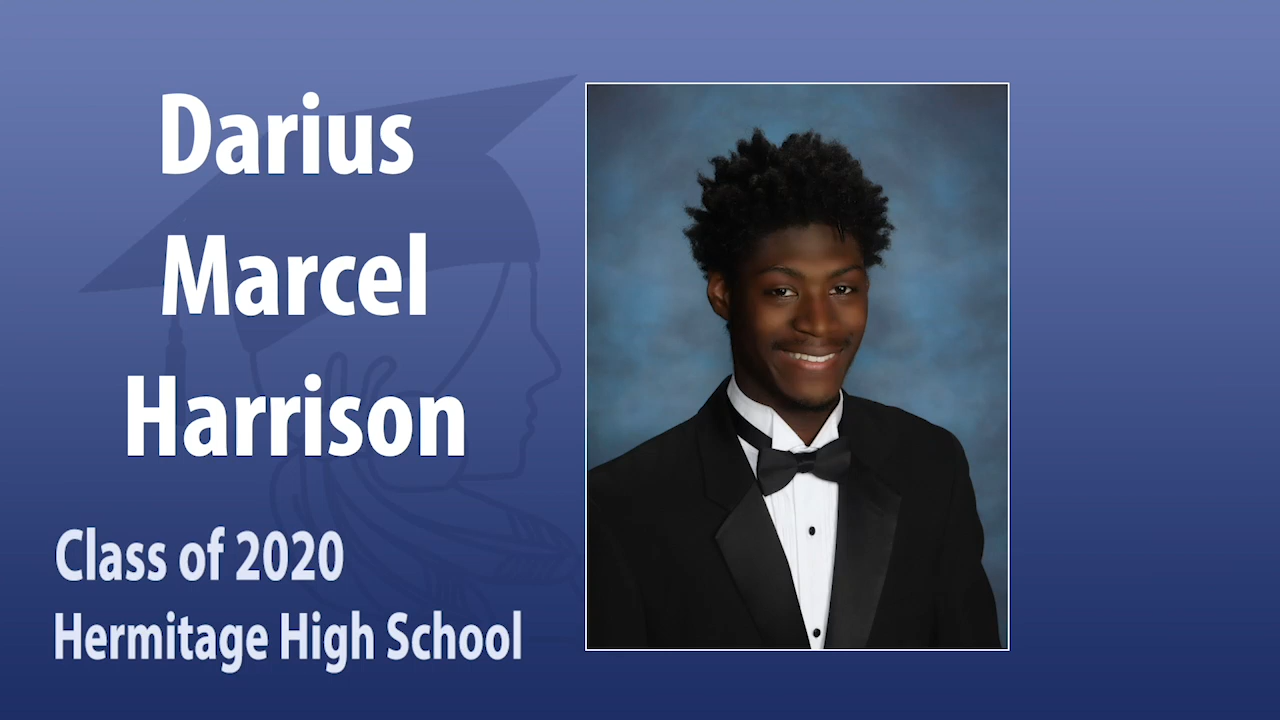 Darius
Marcel
Harrison
Class of 2020
Hermitage High School